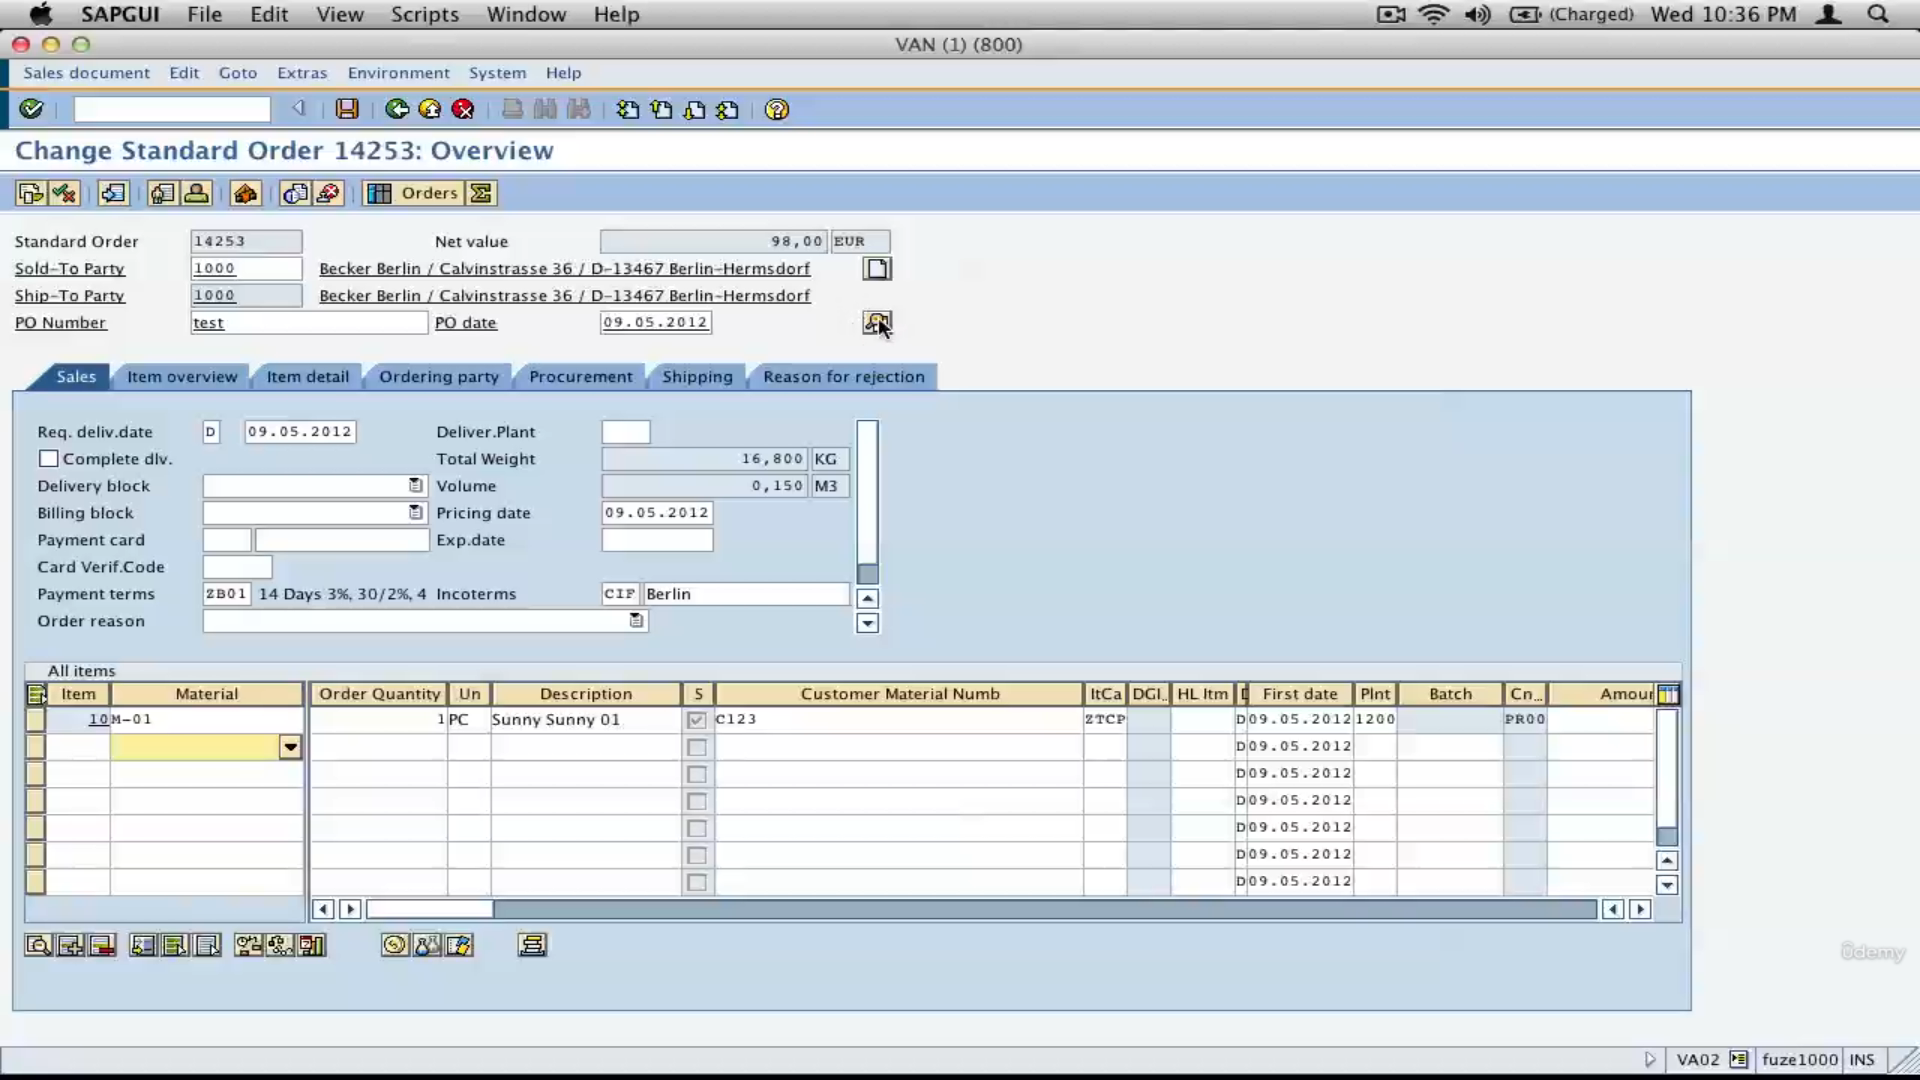 SAPGUI File Edit View Scripts Window Help (Charged) Wed 10:36 PM
VAN (1) (800)
Sales document Edit Goto Extras Environment System Help
Change Standard Order 14253: Overview
Orders
Standard Order 14253 Net value 98,00 EUR
Sold-To Party 1000 Becker Berlin / Calvinstrasse 36 / D-13467 Berlin-Hermsdorf
Ship-To Party 1000 Becker Berlin / Calvinstrasse 36 / D-13467 Berlin-Hermsdorf
PO Number test PO date 09.05.2012
Sales Item overview Item detail Ordering party Procurement Shipping Reason for rejection
Req. deliv.date D 09.05.2012 Deliver.Plant
Complete dlv. Total Weight 16,800 KG
Delivery block Volume 0,150 M3
Billing block Pricing date 09.05.2012
Payment card Exp.date
Card Verif.Code
Payment terms ZB01 14 Days 3%, 30/2%, 4 Incoterms CIF Berlin
Order reason
All items
Item Material Order Quantity Un Description S Customer Material Numb ItCa DGI.. HL Itm D First date Plnt Batch Cn... Amour
10 M-01 1 PC Sunny Sunny 01 C123 ZTCP D 09.05.2012 1200 PR00
D 09.05.2012
D 09.05.2012
D 09.05.2012
D 09.05.2012
D 09.05.2012
D 09.05.2012
ûdemy
VA02 fuze1000 INS